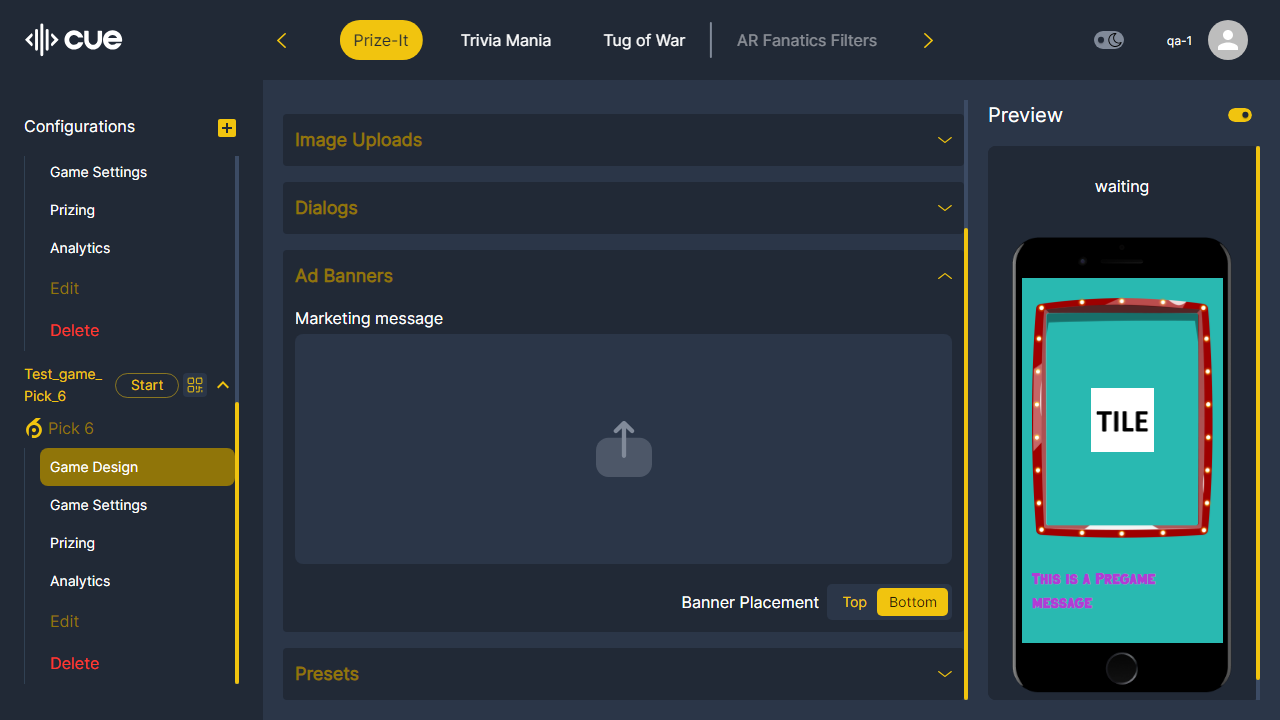 cue
Prize-It
Trivia Mania
Tug of War
AR Fanatics Filters
qa-1
Configurations
Game Settings
Prizing
Analytics
Edit
Delete
Test_game_
Pick_6
Start
Pick 6
Game Design
Game Settings
Prizing
Analytics
Edit
Delete
Image Uploads
Dialogs
Ad Banners
Marketing message
Banner Placement
Top
Bottom
Presets
Preview
waiting
TILE
This is a Pregame
message